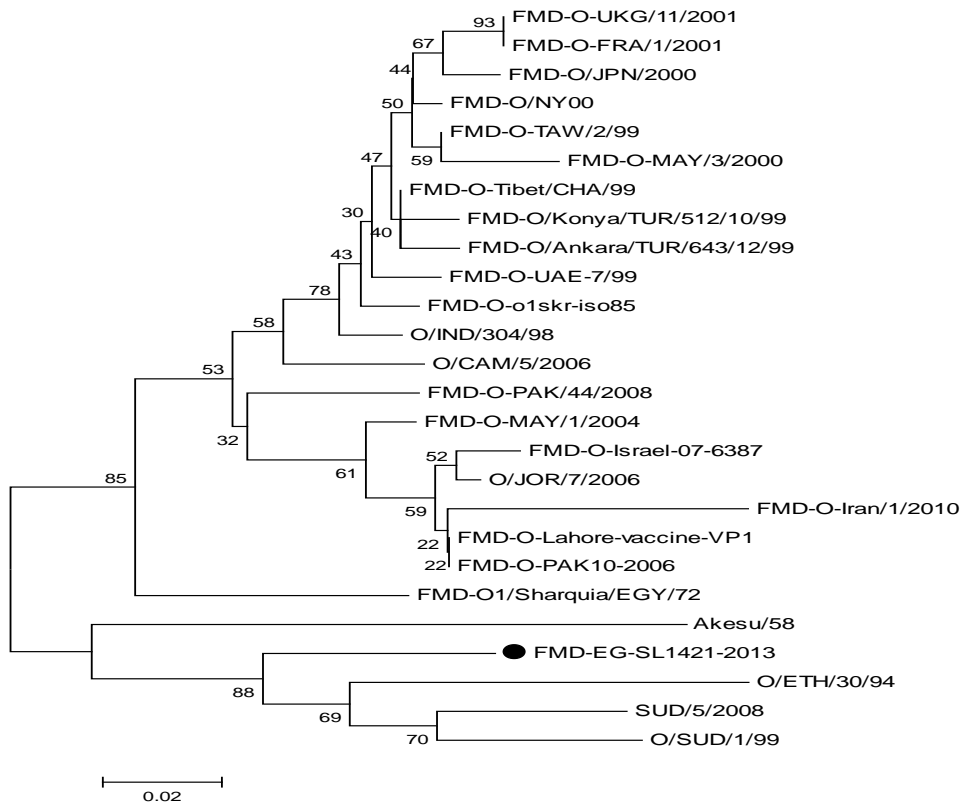 93 FMD-O-UKG/11/2001
FMD-O-FRA/1/2001
67
FMD-O/JPN/2000
44
FMD-O/NY00
50
FMD-O-TAW/2/99
59 FMD-O-MAY/3/2000
47
FMD-O-Tibet/CHA/99
30
FMD-O/Konya/TUR/512/10/99
40
FMD-O/Ankara/TUR/643/12/99
43
FMD-O-UAE-7/99
78
FMD-O-o1skr-iso85
58
O/IND/304/98
O/CAM/5/2006
53
FMD-O-PAK/44/2008
32
FMD-O-MAY/1/2004
61
52 FMD-O-Israel-07-6387
O/JOR/7/2006
59
FMD-O-Iran/1/2010
22 FMD-O-Lahore-vaccine-VP1
22 FMD-O-PAK10-2006
85
FMD-O1/Sharquia/EGY/72
Akesu/58
FMD-EG-SL1421-2013
88
O/ETH/30/94
69
SUD/5/2008
70 O/SUD/1/99
0.02